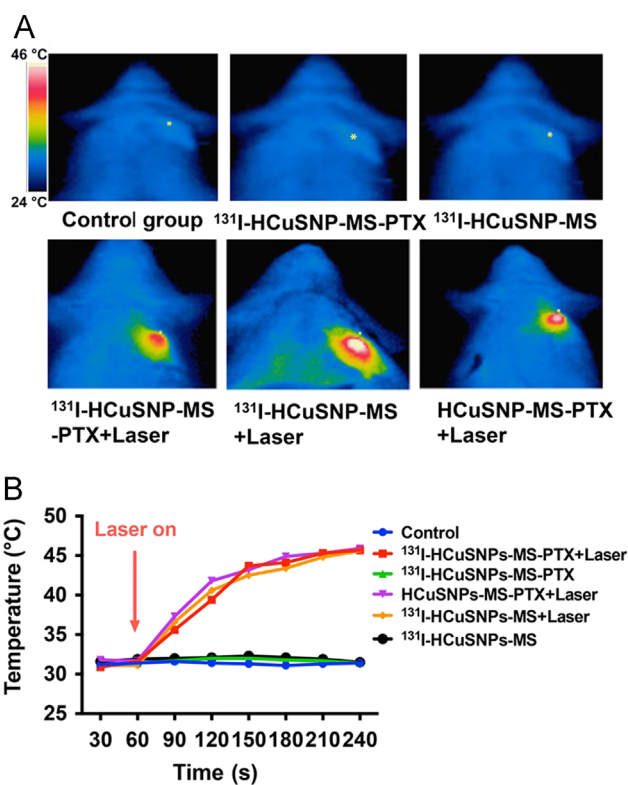 A
46 °C
24 °C
*
*
*
Control group
¹³¹I-HCuSNP-MS-PTX
¹³¹I-HCuSNP-MS
¹³¹I-HCuSNP-MS
-PTX+Laser
¹³¹I-HCuSNP-MS
+Laser
HCuSNP-MS-PTX
+Laser
B
Temperature (°C)
50
45
40
35
30
25
Laser on
Control
¹³¹I-HCuSNPs-MS-PTX+Laser
¹³¹I-HCuSNPs-MS-PTX
HCuSNPs-MS-PTX+Laser
¹³¹I-HCuSNPs-MS+Laser
¹³¹I-HCuSNPs-MS
30 60 90 120 150 180 210 240
Time (s)